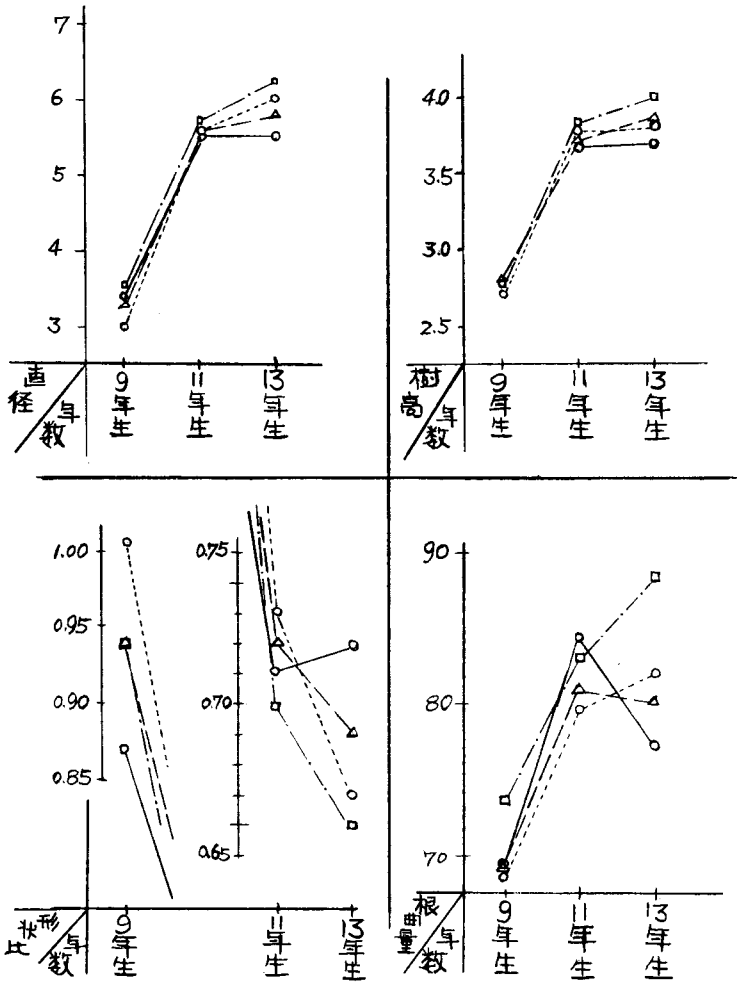 7
6
5
4
3
直径
年数
9年生
11年生
13年生
4.0
3.5
3.0
2.5
樹高
年数
9年生
11年生
13年生
1.00
0.95
0.90
0.85
0.75
0.70
0.65
形状比
年数
9年生
11年生
13年生
90
80
70
根曲量
年数
9年生
11年生
13年生